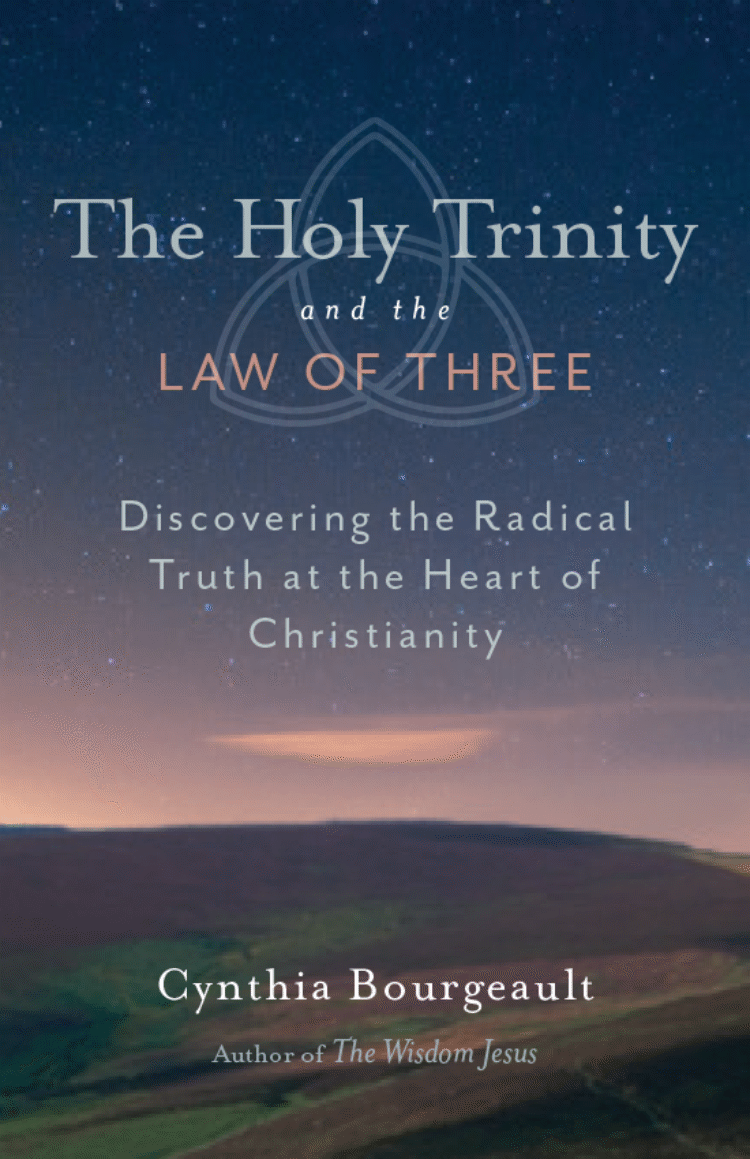 The Holy Trinity
and the
LAW OF THREE
Discovering the Radical
Truth at the Heart of
Christianity
Cynthia Bourgeault
Author of The Wisdom Jesus